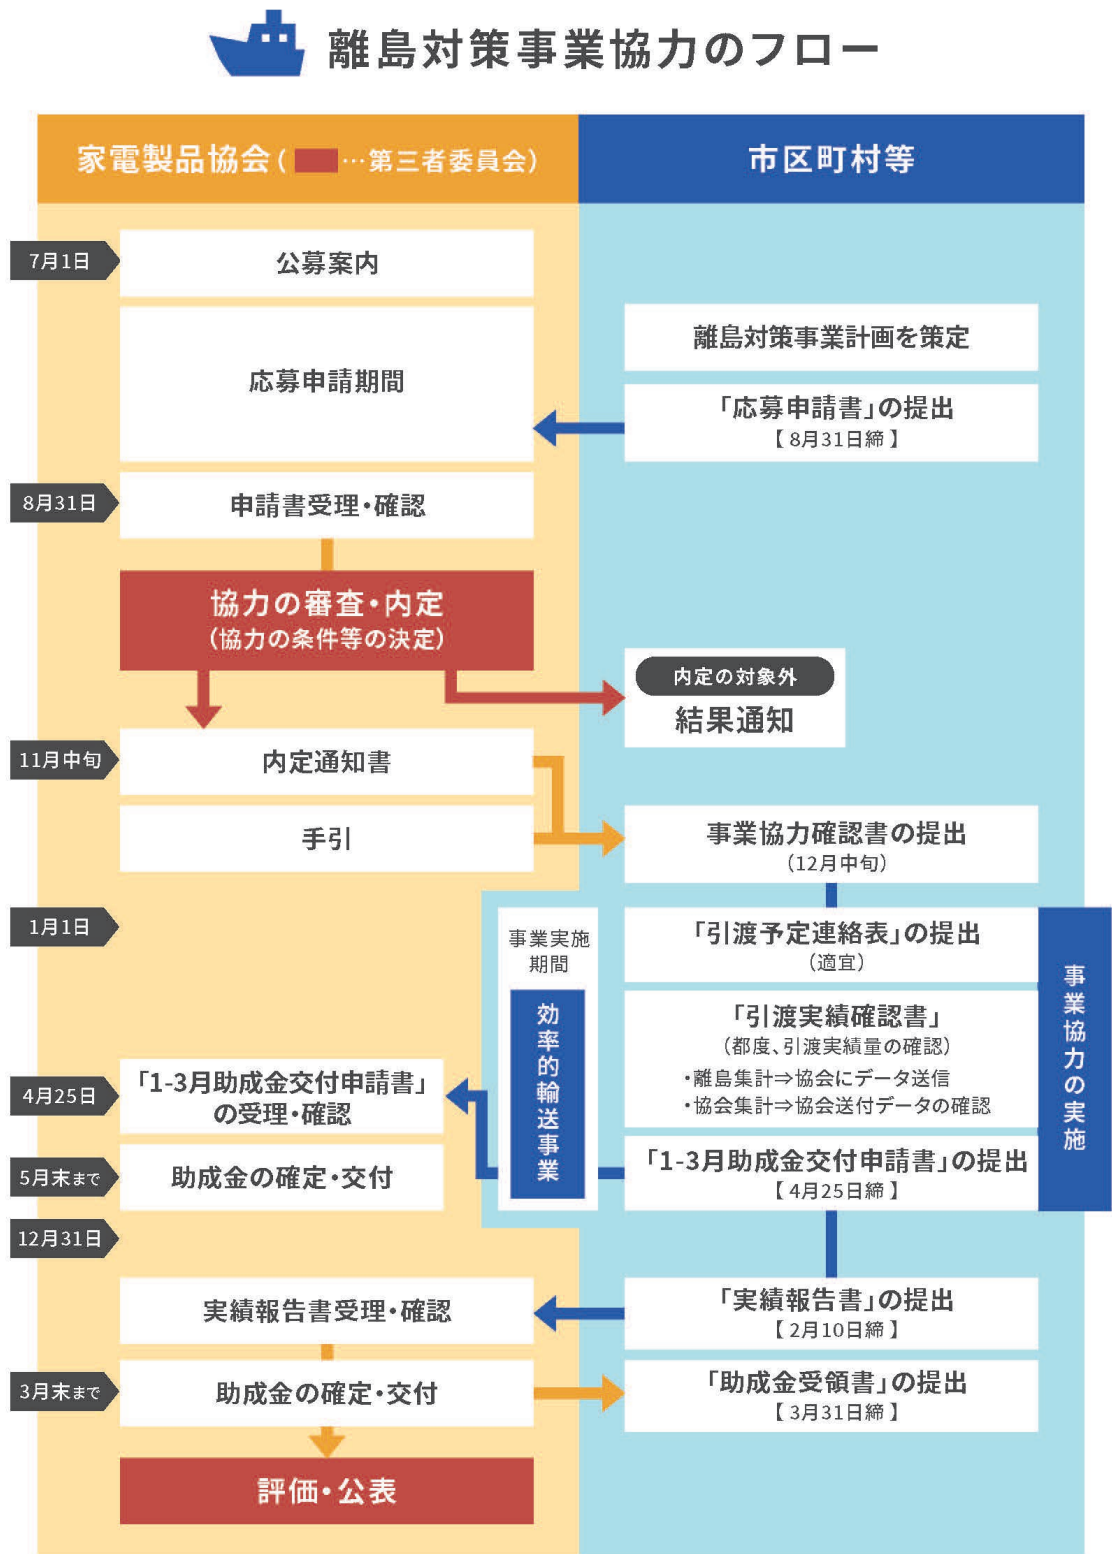 離島対策事業協力のフロー
家電製品協会( …第三者委員会)
市区町村等
7月1日
公募案内
応募申請期間
離島対策事業計画を策定
「応募申請書」の提出
【 8月31日締 】
8月31日
申請書受理・確認
協力の審査・内定
(協力の条件等の決定)
内定の対象外
結果通知
11月中旬
内定通知書
手引
事業協力確認書の提出
(12月中旬)
1月1日
事業実施
期間
効率的輸送事業
「引渡予定連絡表」の提出
(適宜)
「引渡実績確認書」
(都度、引渡実績量の確認)
・離島集計⇒協会にデータ送信
・協会集計⇒協会送付データの確認
事業協力の実施
4月25日
「1-3月助成金交付申請書」
の受理・確認
「1-3月助成金交付申請書」の提出
【 4月25日締 】
5月末まで
助成金の確定・交付
12月31日
実績報告書受理・確認
「実績報告書」の提出
【 2月10日締 】
3月末まで
助成金の確定・交付
「助成金受領書」の提出
【 3月31日締 】
評価・公表